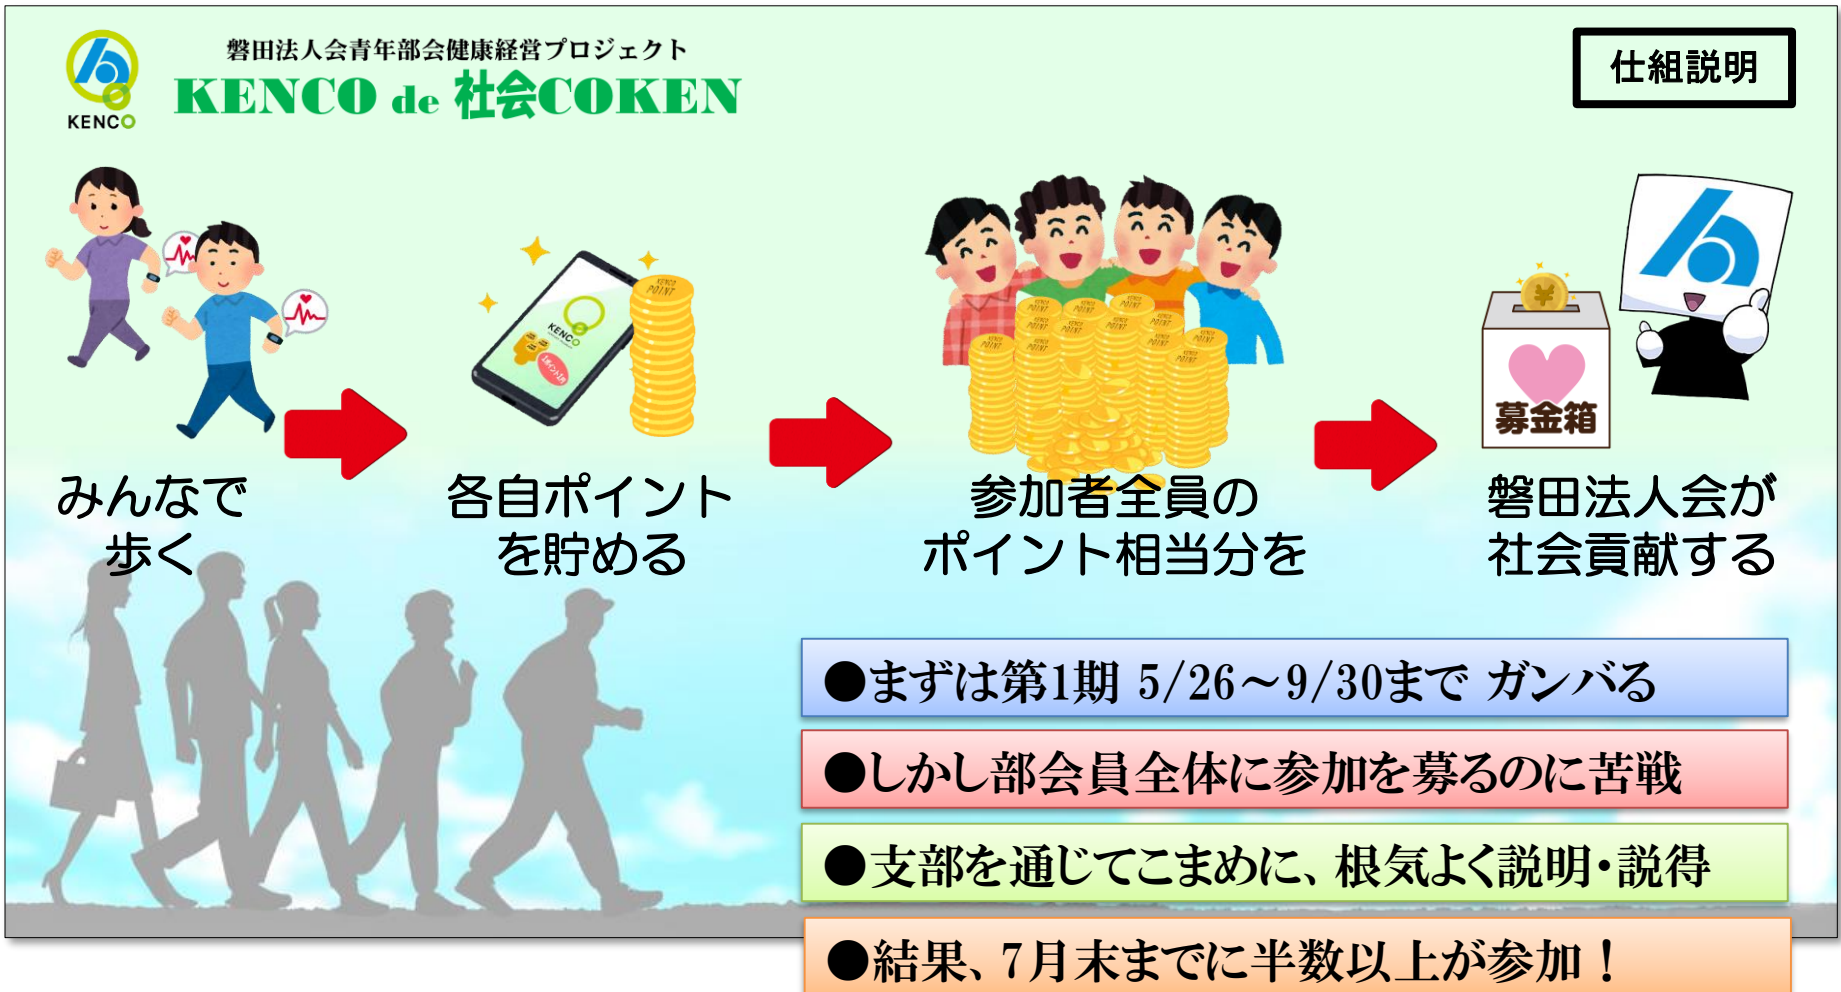 磐田法人会青年部会健康経営プロジェクト
KENCO de 社会COKEN
KENCO
仕組説明
KENCO
KENCO
POINT
募金箱
みんなで
歩く
各自ポイント
を貯める
参加者全員の
ポイント相当分を
磐田法人会が
社会貢献する
●まずは第1期 5/26～9/30まで ガンバる
●しかし部会員全体に参加を募るのに苦戦
●支部を通じてこまめに、根気よく説明・説得
●結果、7月末までに半数以上が参加！